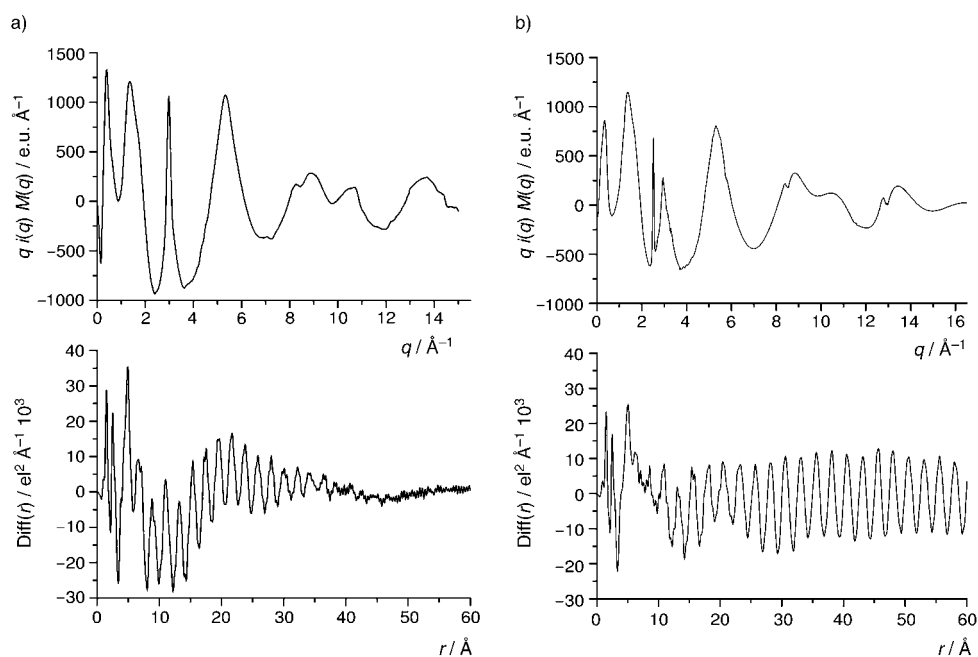 a)
1500
1000
500
0
−500
−1000
q i(q) M(q) / e.u. Å⁻¹
0 2 4 6 8 10 12 14
q / Å⁻¹
40
30
20
10
0
−10
−20
−30
Diff(r) / el² Å⁻¹ 10³
0 10 20 30 40 50 60
r / Å
b)
1500
1000
500
0
−500
−1000
q i(q) M(q) / e.u. Å⁻¹
0 2 4 6 8 10 12 14 16
q / Å⁻¹
40
30
20
10
0
−10
−20
−30
Diff(r) / el² Å⁻¹ 10³
0 10 20 30 40 50 60
r / Å